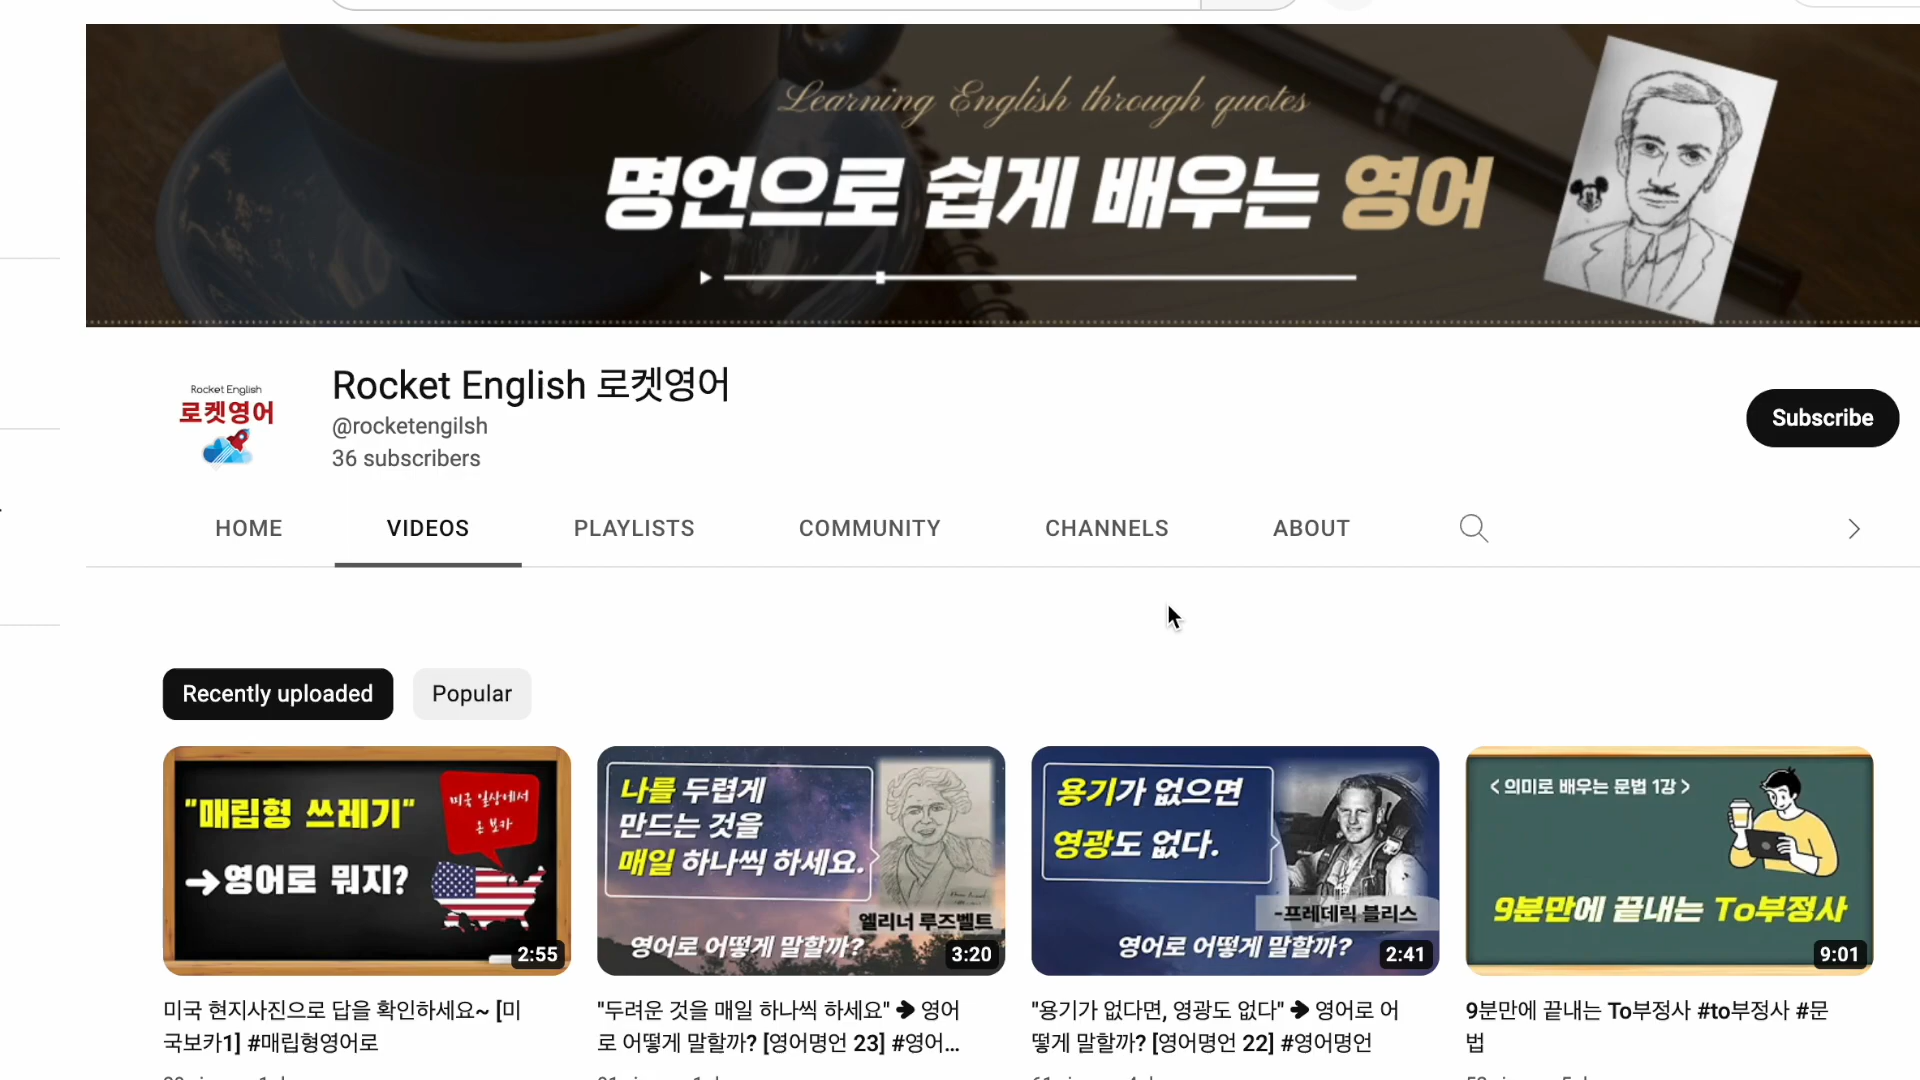 Learning English through quotes
명언으로 쉽게 배우는 영어
Rocket English
로켓영어
Rocket English 로켓영어
@rocketengilsh
36 subscribers
Subscribe
HOME
VIDEOS
PLAYLISTS
COMMUNITY
CHANNELS
ABOUT
Recently uploaded
Popular
"매립형 쓰레기"
→영어로 뭐지?
미국 일상에서
온 보카
2:55
나를 두렵게
만드는 것을
매일 하나씩 하세요.
엘리너 루즈벨트
영어로 어떻게 말할까?
3:20
용기가 없으면
영광도 없다.
-프레데릭 블리스
영어로 어떻게 말할까?
2:41
<의미로 배우는 문법 1강>
9분만에 끝내는 To부정사
9:01
미국 현지사진으로 답을 확인하세요~ [미
국보카1] #매립형영어로
"두려운 것을 매일 하나씩 하세요" → 영어
로 어떻게 말할까? [영어명언 23] #영어...
"용기가 없다면, 영광도 없다" → 영어로 어
떻게 말할까? [영어명언 22] #영어명언
9분만에 끝내는 To부정사 #to부정사 #문
법